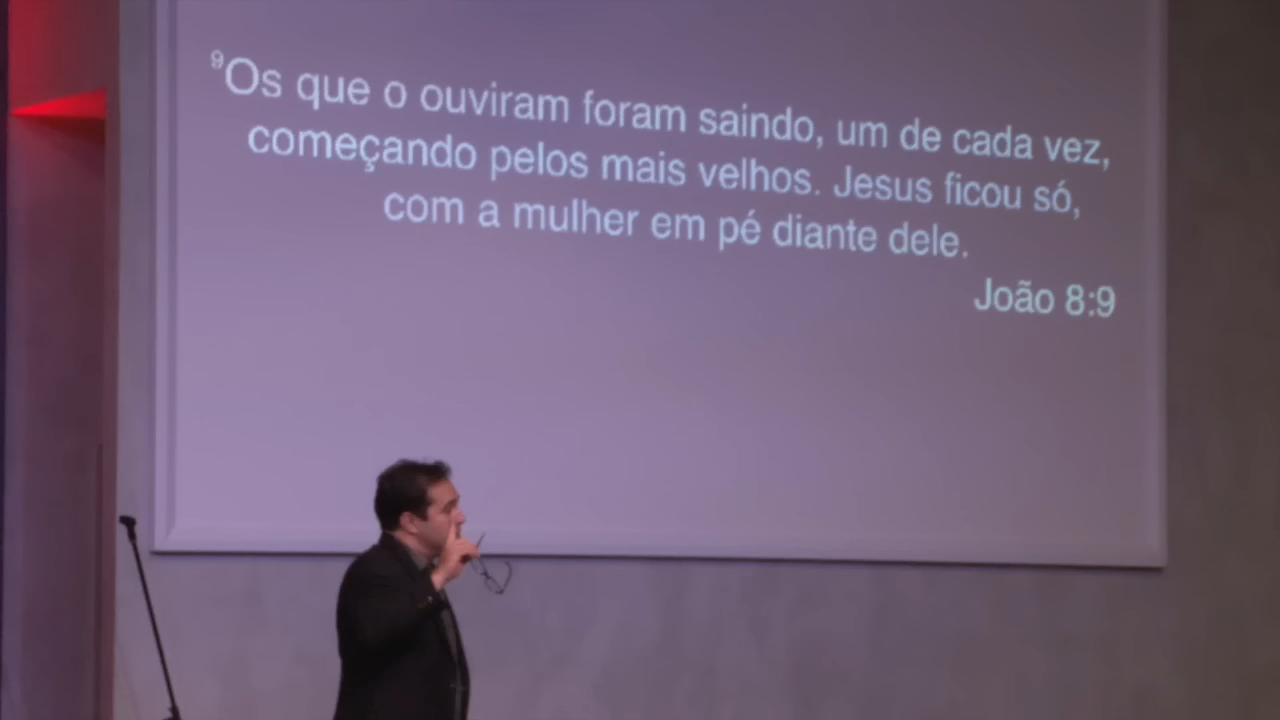 ⁹Os que o ouviram foram saindo, um de cada vez,
começando pelos mais velhos. Jesus ficou só,
com a mulher em pé diante dele.
João 8:9